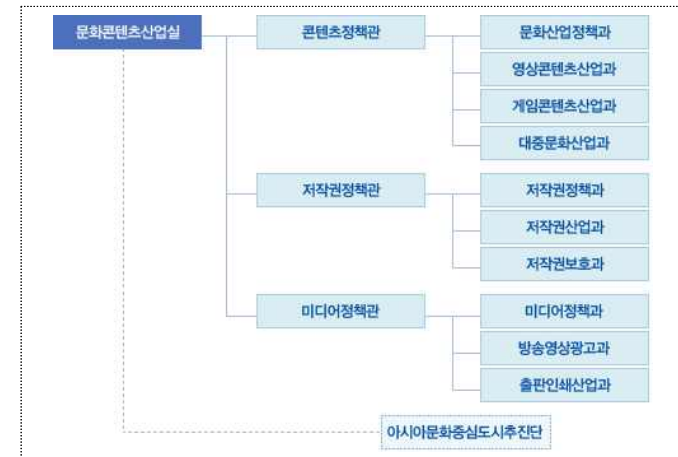 문화콘텐츠산업실
콘텐츠정책관
문화산업정책과
영상콘텐츠산업과
게임콘텐츠산업과
대중문화산업과
저작권정책관
저작권정책과
저작권산업과
저작권보호과
미디어정책관
미디어정책과
방송영상광고과
출판인쇄산업과
아시아문화중심도시추진단